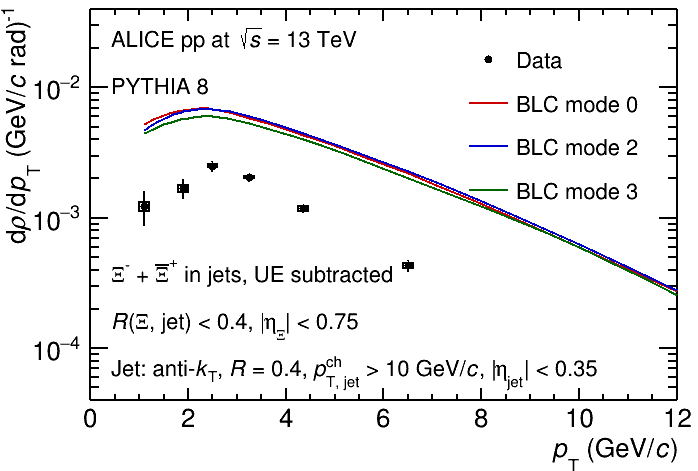 dρ/dp_T (GeV/c rad)⁻¹
10⁻²
10⁻³
10⁻⁴
ALICE pp at √s = 13 TeV
PYTHIA 8
Data
BLC mode 0
BLC mode 2
BLC mode 3
Ξ⁻ + Ξ̅⁺ in jets, UE subtracted
R(Ξ, jet) < 0.4, |η_Ξ| < 0.75
Jet: anti-k_T, R = 0.4, p_T, jet^ch > 10 GeV/c, |η_jet| < 0.35
0 2 4 6 8 10 12
p_T (GeV/c)